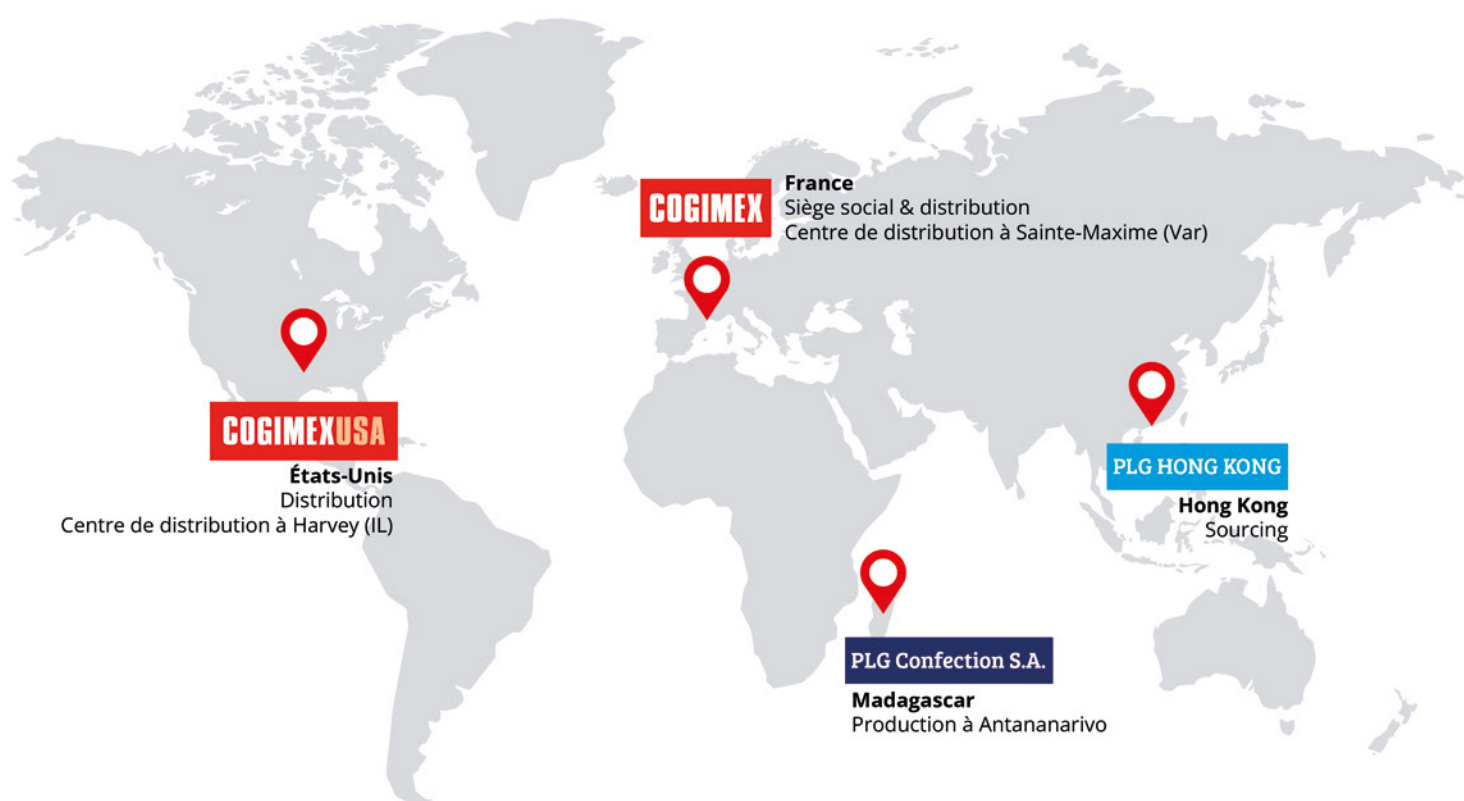 COGIMEX
France
Siège social & distribution
Centre de distribution à Sainte-Maxime (Var)
COGIMEXUSA
États-Unis
Distribution
Centre de distribution à Harvey (IL)
PLG HONG KONG
Hong Kong
Sourcing
PLG Confection S.A.
Madagascar
Production à Antananarivo